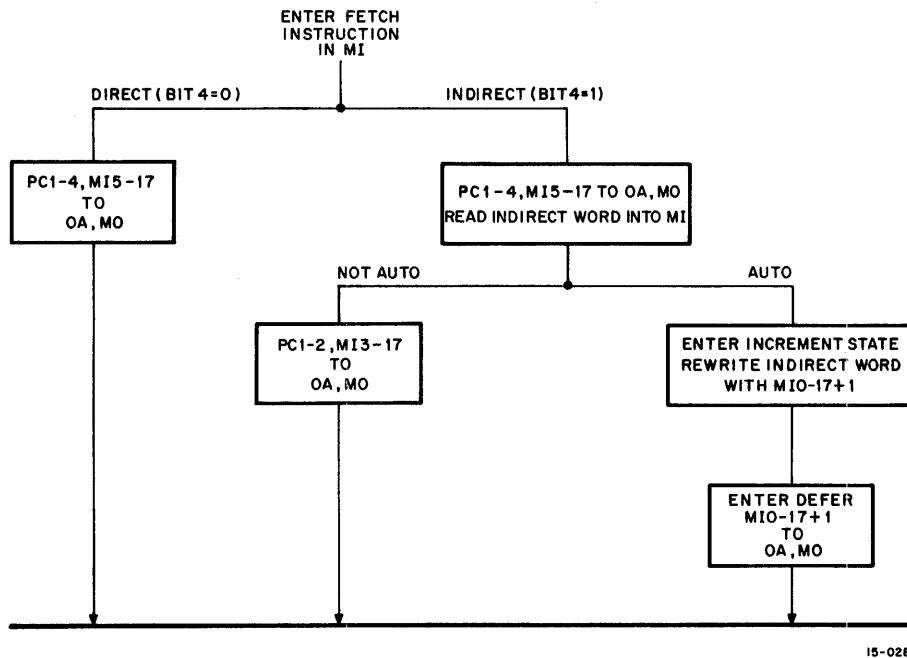 ENTER FETCH
INSTRUCTION
IN MI
DIRECT (BIT 4=0)
INDIRECT (BIT4=1)
PC1-4,MI5-17
TO
OA,MO
PC1-4,MI5-17 TO OA,MO
READ INDIRECT WORD INTO MI
NOT AUTO
AUTO
PC1-2,MI3-17
TO
OA,MO
ENTER INCREMENT STATE
REWRITE INDIRECT WORD
WITH MI0-17+1
ENTER DEFER
MI0-17+1
TO
OA,MO
15-028